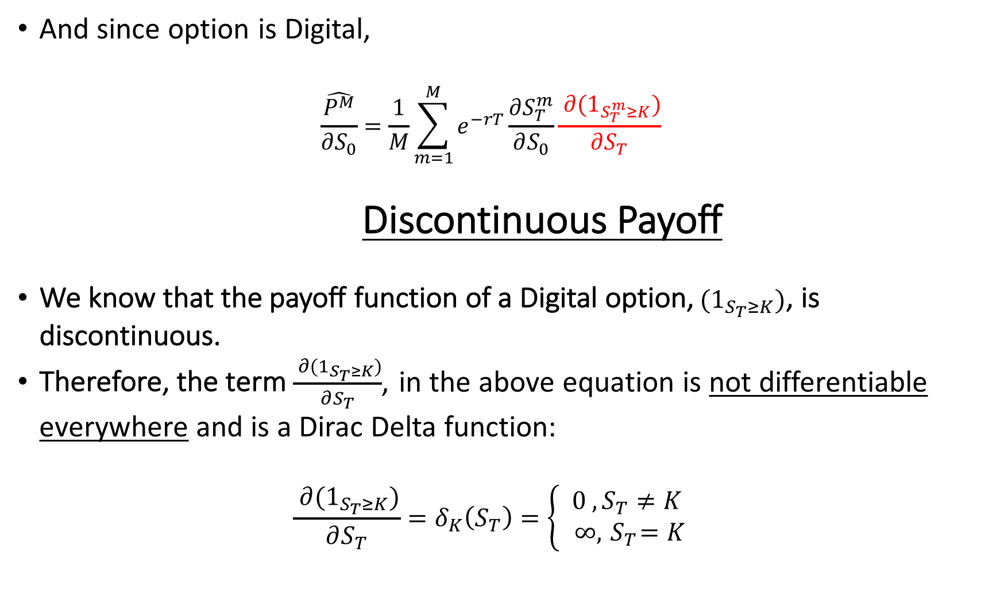 • And since option is Digital,
$\frac{\widehat{P^M}}{\partial S_0} = \frac{1}{M} \sum_{m=1}^{M} e^{-rT} \frac{\partial S_T^m}{\partial S_0} \frac{\partial (1_{S_T^m \geq K})}{\partial S_T}$
Discontinuous Payoff
• We know that the payoff function of a Digital option, $(1_{S_T \geq K})$, is
discontinuous.
• Therefore, the term $\frac{\partial (1_{S_T \geq K})}{\partial S_T}$, in the above equation is not differentiable
everywhere and is a Dirac Delta function:
$\frac{\partial (1_{S_T \geq K})}{\partial S_T} = \delta_K(S_T) = \begin{cases} 0, S_T \neq K \\ \infty, S_T = K \end{cases}$